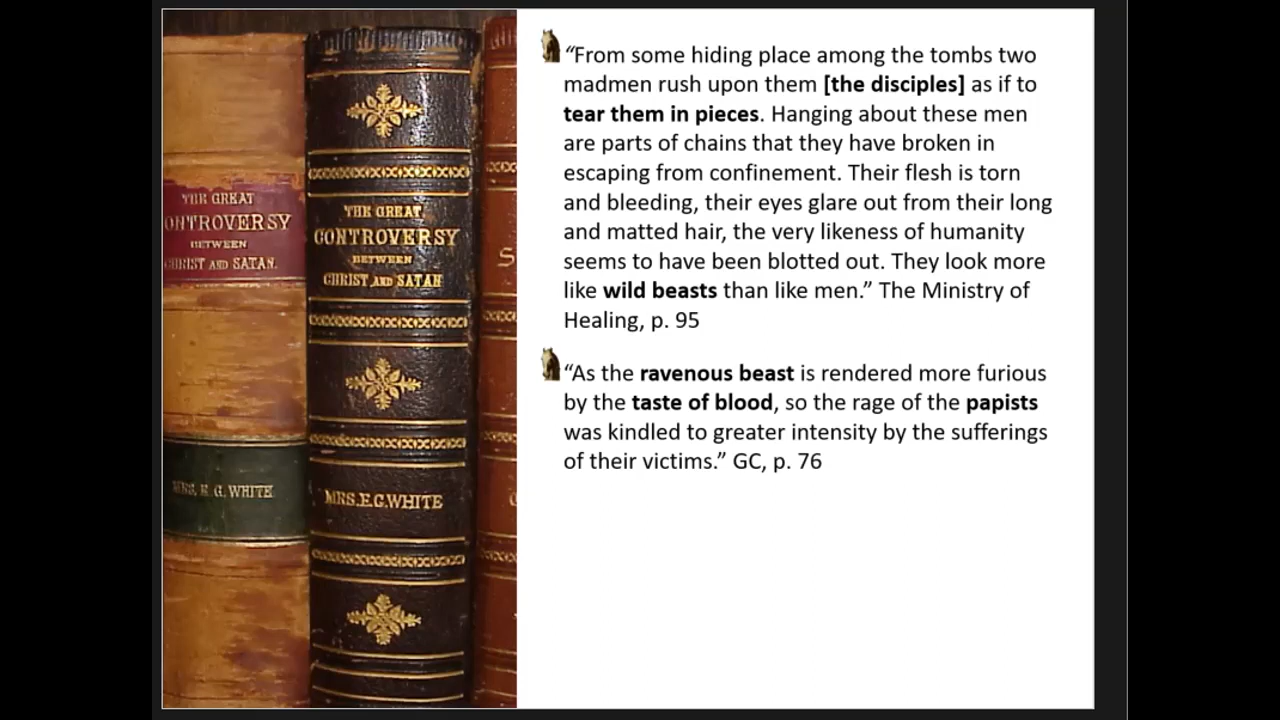 THE GREAT
CONTROVERSY
BETWEEN
CHRIST AND SATAN.
MRS. E. G. WHITE
THE GREAT
CONTROVERSY
BETWEEN
CHRIST AND SATAN
MRS.E.G.WHITE
S
“From some hiding place among the tombs two
madmen rush upon them [the disciples] as if to
tear them in pieces. Hanging about these men
are parts of chains that they have broken in
escaping from confinement. Their flesh is torn
and bleeding, their eyes glare out from their long
and matted hair, the very likeness of humanity
seems to have been blotted out. They look more
like wild beasts than like men.” The Ministry of
Healing, p. 95
“As the ravenous beast is rendered more furious
by the taste of blood, so the rage of the papists
was kindled to greater intensity by the sufferings
of their victims.” GC, p. 76